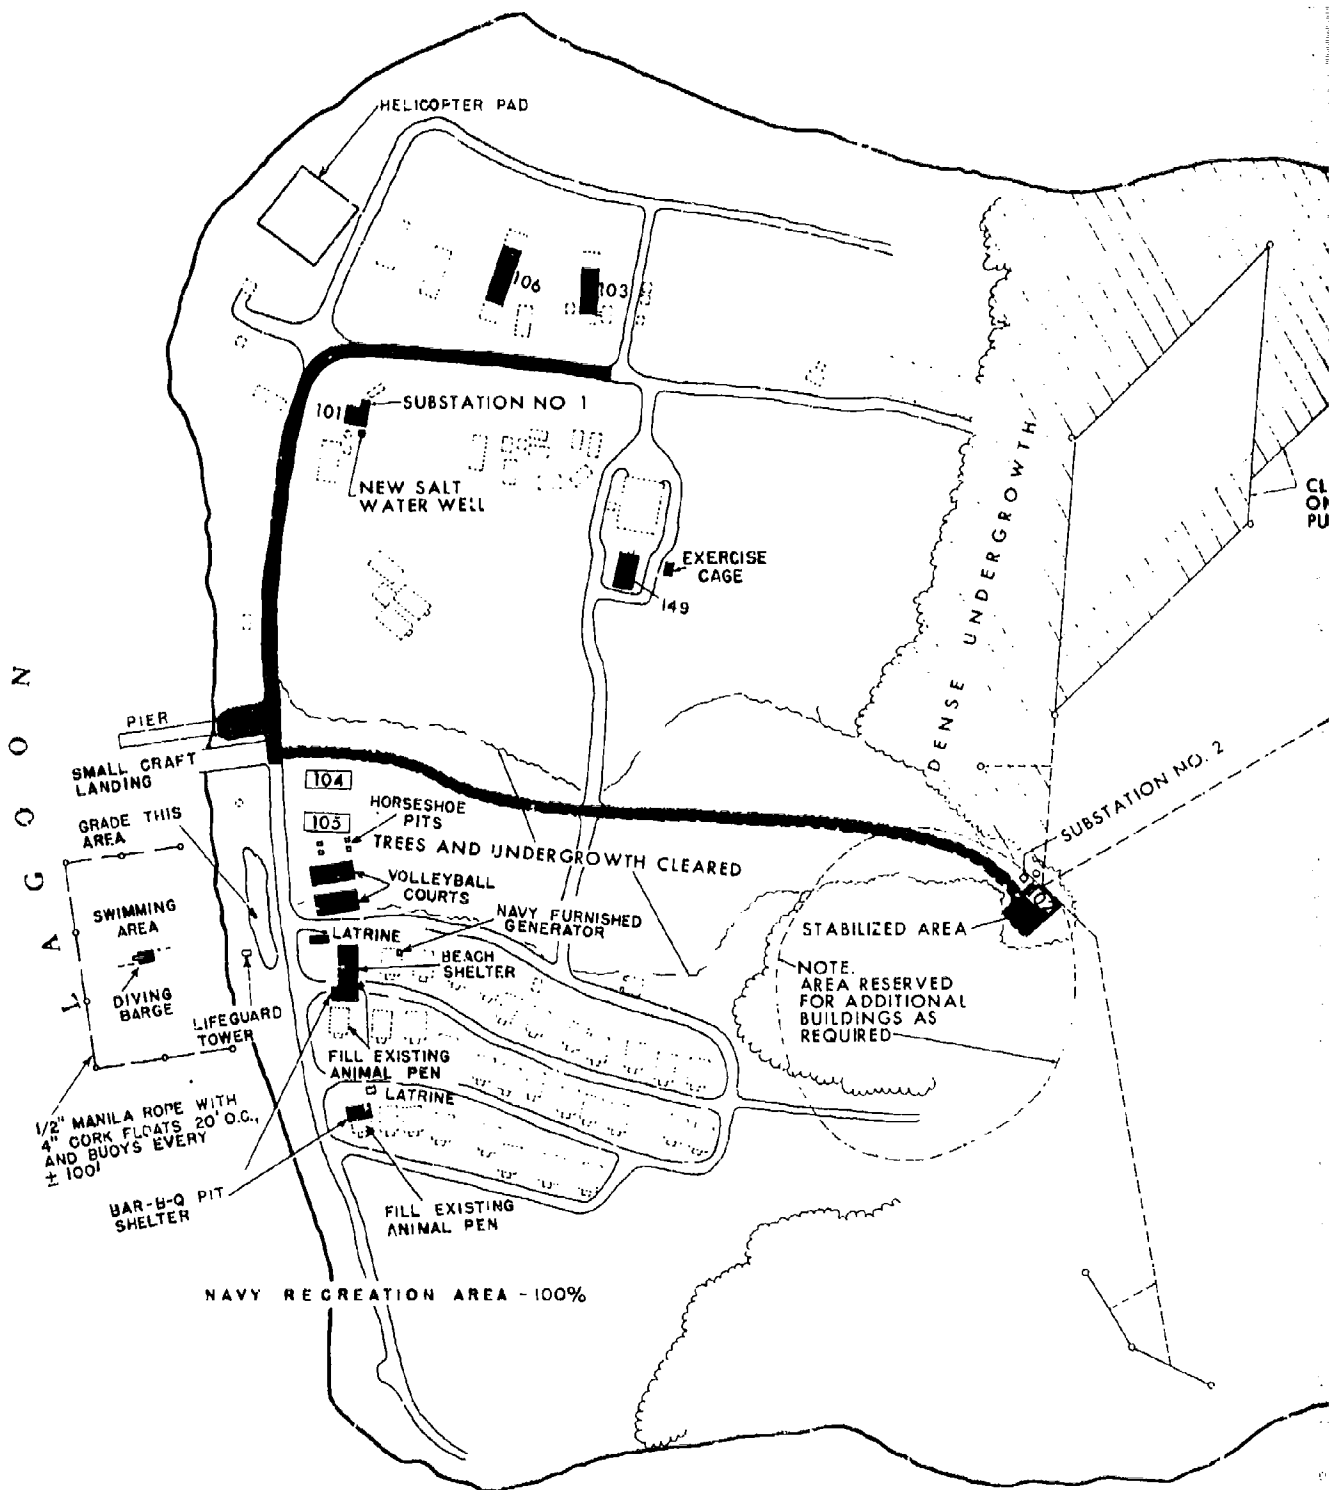 HELICOPTER PAD
106
103
101
SUBSTATION NO 1
NEW SALT
WATER WELL
EXERCISE
CAGE
149
DENSE UNDERGROWTH
CL
ON
PU
LAGOON
PIER
SMALL CRAFT
LANDING
GRADE THIS
AREA
104
105
HORSESHOE
PITS
TREES AND UNDERGROWTH CLEARED
SUBSTATION NO. 2
VOLLEYBALL
COURTS
SWIMMING
AREA
NAVY FURNISHED
GENERATOR
STABILIZED AREA
LATRINE
BEACH
SHELTER
DIVING
BARGE
LIFEGUARD
TOWER
NOTE.
AREA RESERVED
FOR ADDITIONAL
BUILDINGS AS
REQUIRED
FILL EXISTING
ANIMAL PEN
LATRINE
1/2" MANILA ROPE WITH
4" CORK FLOATS 20' O.C.,
AND BUOYS EVERY
± 100'
BAR-B-Q PIT
SHELTER
FILL EXISTING
ANIMAL PEN
NAVY RECREATION AREA - 100%